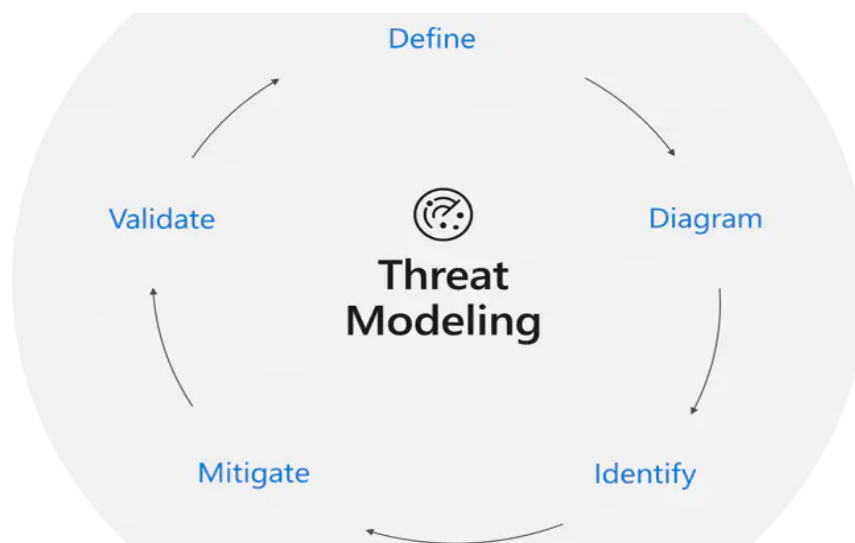 Define
Validate
Diagram
Threat
Modeling
Mitigate
Identify